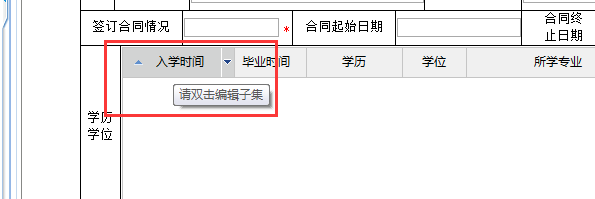 签订合同情况 * 合同起始日期 合同终
止日期
入学时间 毕业时间 学历 学位 所学专业
请双击编辑子集
学历
学位